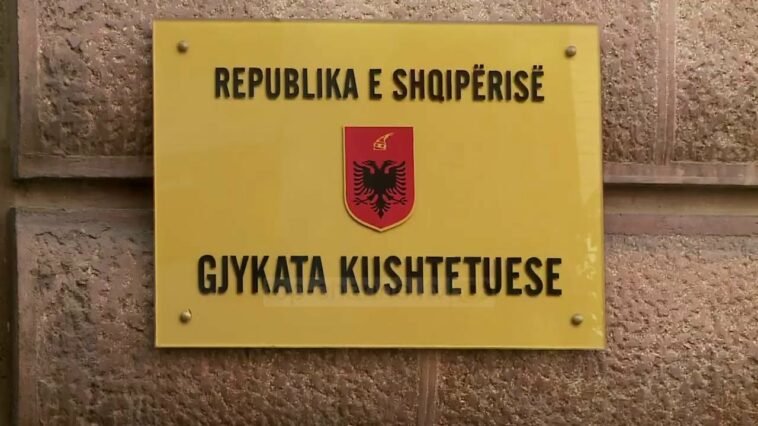 REPUBLIKA E SHQIPËRISË
GJYKATA KUSHTETUESE